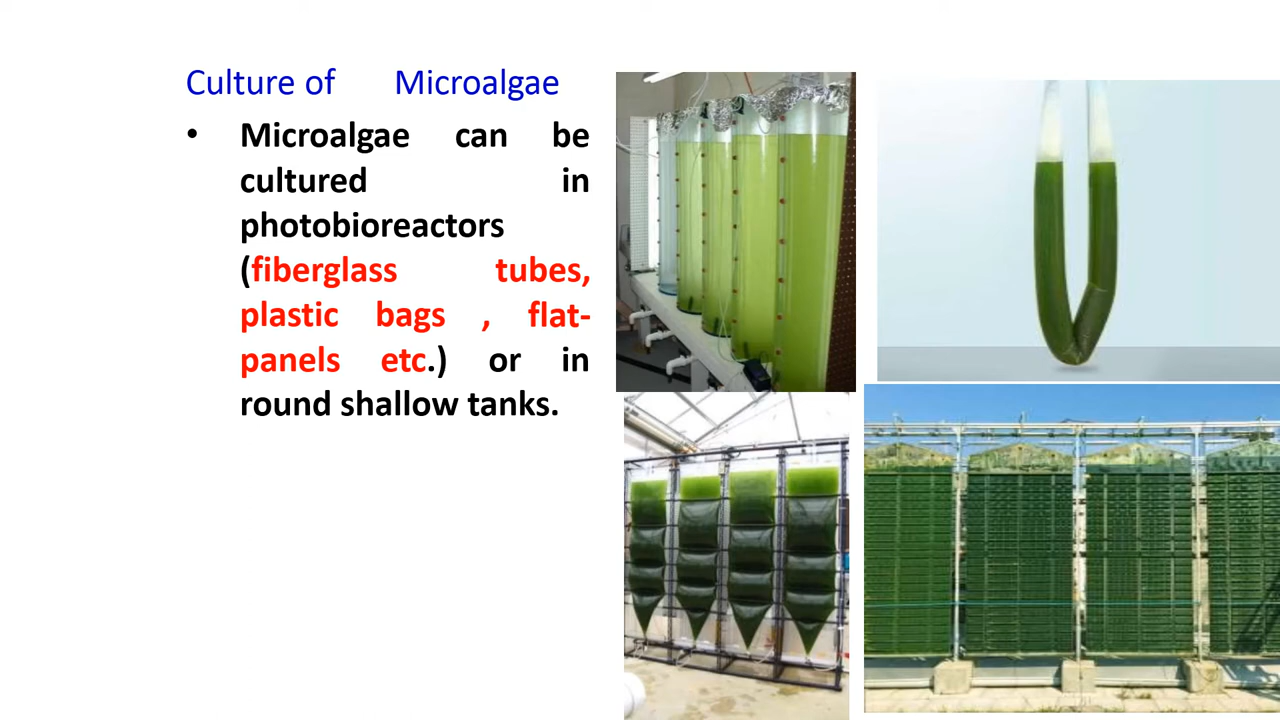 Culture of Microalgae
• Microalgae can be
cultured in
photobioreactors
(fiberglass tubes,
plastic bags , flat-
panels etc.) or in
round shallow tanks.